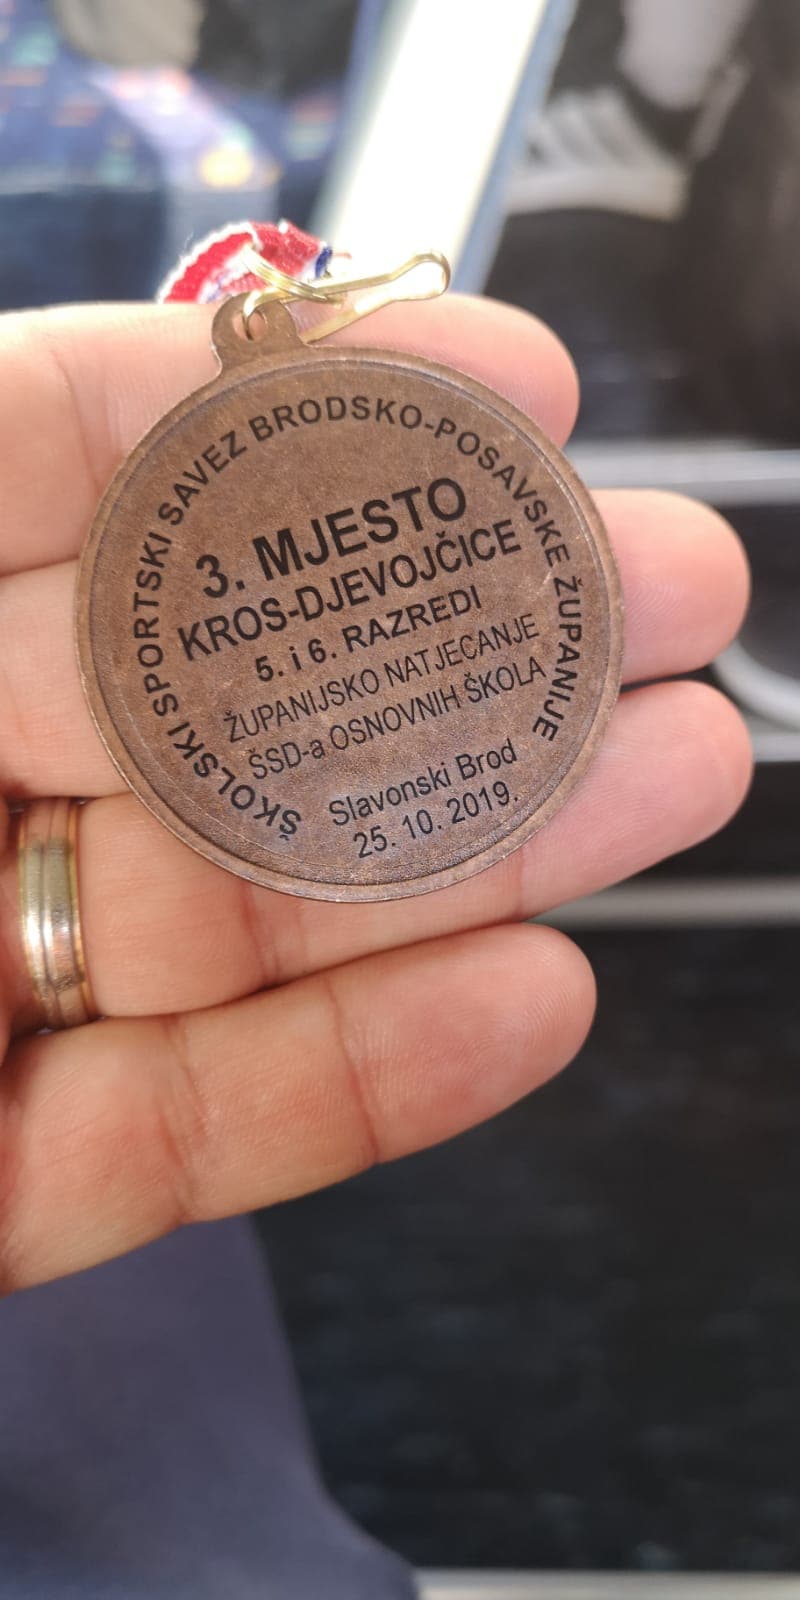 ŠKOLSKI SPORTSKI SAVEZ BRODSKO-POSAVSKE ŽUPANIJE
3. MJESTO
KROS-DJEVOJČICE
5. i 6. RAZREDI
ŽUPANIJSKO NATJECANJE
ŠSD-a OSNOVNIH ŠKOLA
Slavonski Brod
25. 10. 2019.